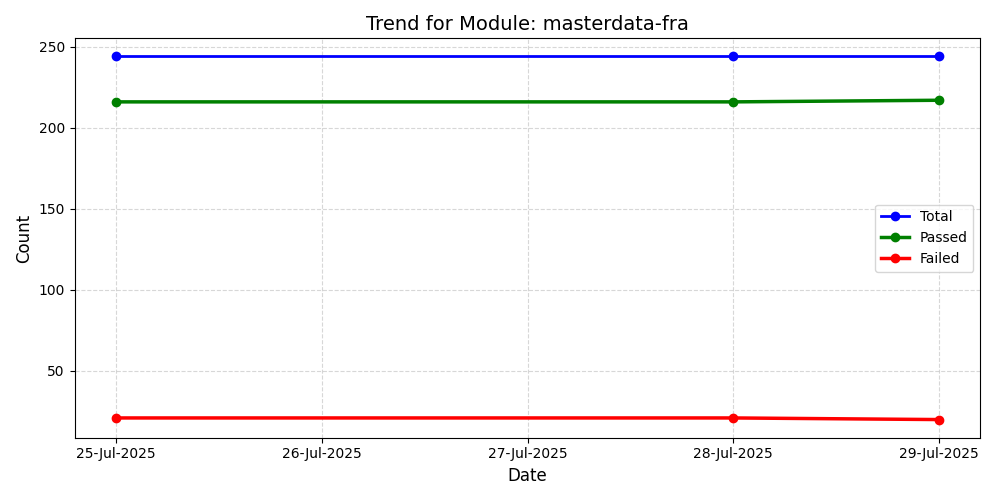 Trend for Module: masterdata-fra
250
200
150
100
50
Count
Total
Passed
Failed
25-Jul-2025 26-Jul-2025 27-Jul-2025 28-Jul-2025 29-Jul-2025
Date